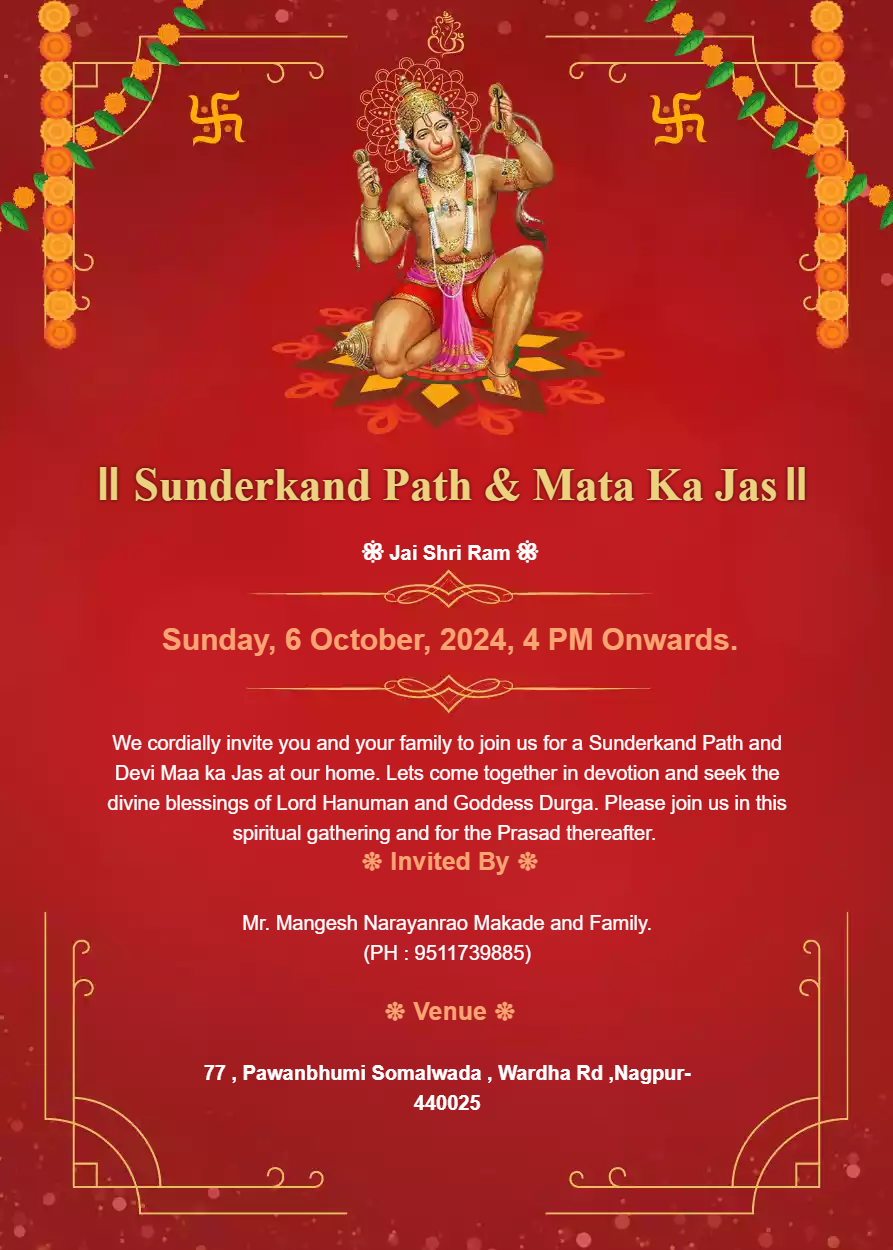 ॥ Sunderkand Path & Mata Ka Jas॥
ꕥ Jai Shri Ram ꕥ
Sunday, 6 October, 2024, 4 PM Onwards.
We cordially invite you and your family to join us for a Sunderkand Path and
Devi Maa ka Jas at our home. Lets come together in devotion and seek the
divine blessings of Lord Hanuman and Goddess Durga. Please join us in this
spiritual gathering and for the Prasad thereafter.
❇ Invited By ❇
Mr. Mangesh Narayanrao Makade and Family.
(PH : 9511739885)
❇ Venue ❇
77 , Pawanbhumi Somalwada , Wardha Rd ,Nagpur-
440025